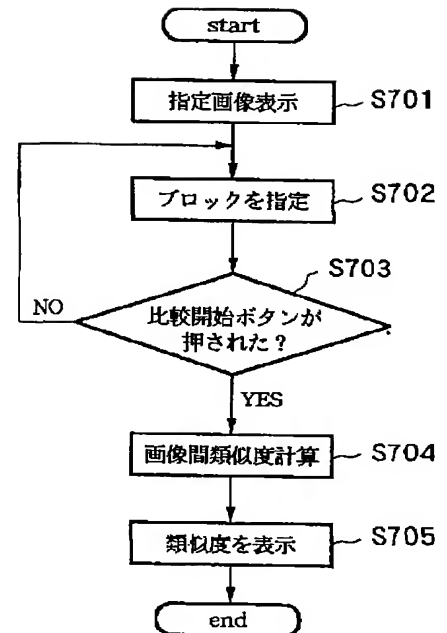 start
指定画像表示
S701
ブロックを指定
S702
S703
NO
比較開始ボタンが
押された？
YES
画像間類似度計算
S704
類似度を表示
S705
end